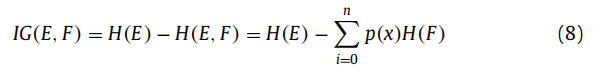 IG(E, F) = H(E) − H(E, F) = H(E) − ∑_{i=0}^{n} p(x)H(F) (8)